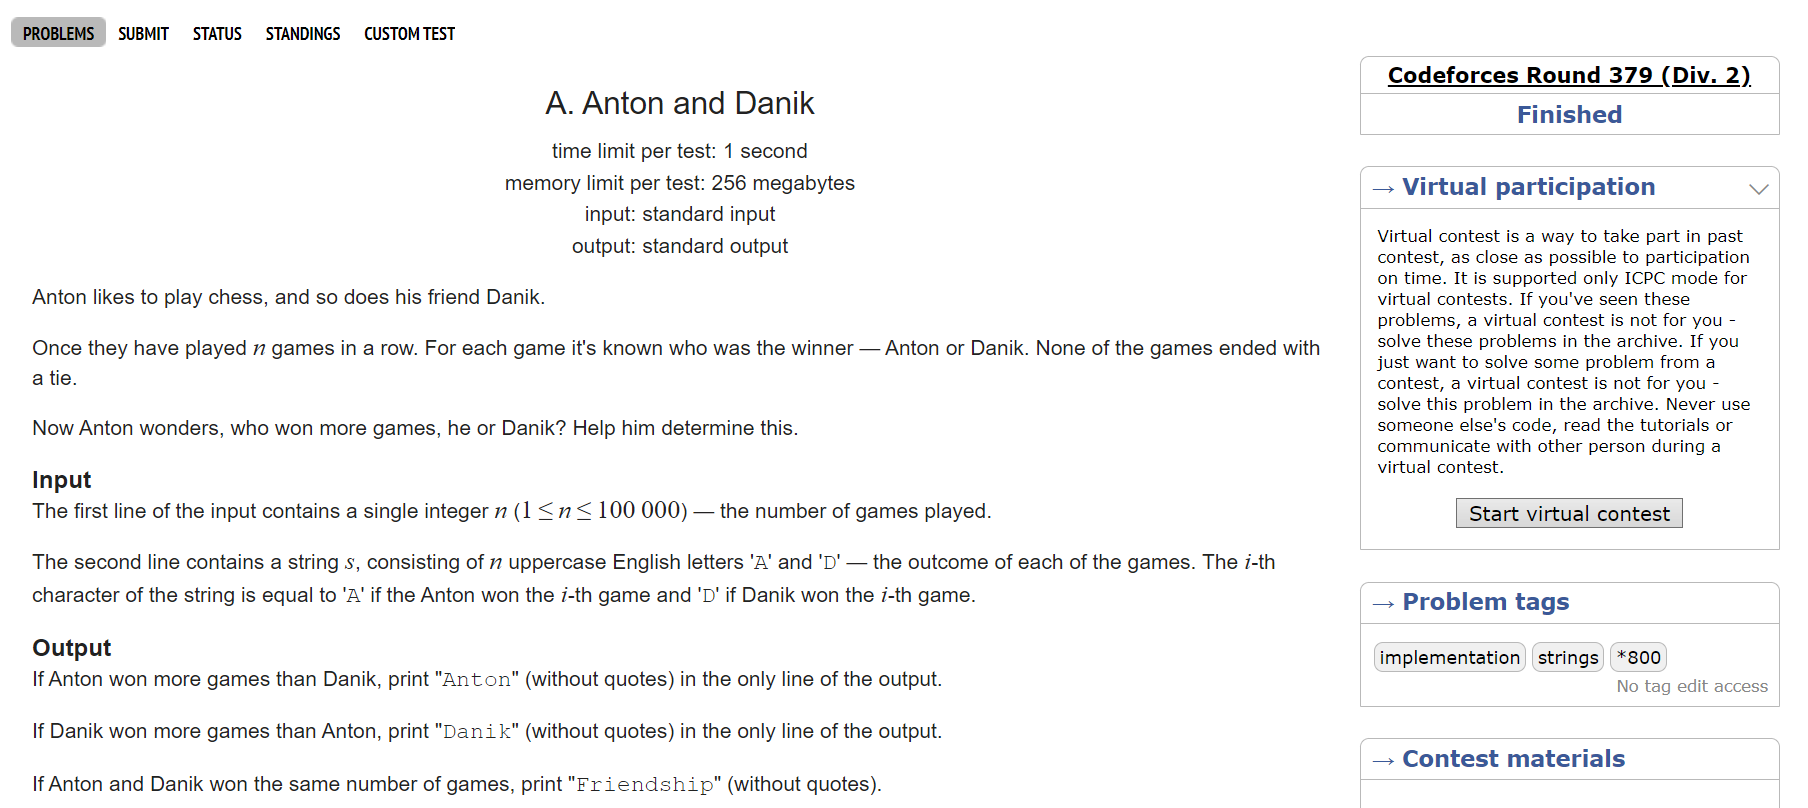 PROBLEMS SUBMIT STATUS STANDINGS CUSTOM TEST
A. Anton and Danik
time limit per test: 1 second
memory limit per test: 256 megabytes
input: standard input
output: standard output
Anton likes to play chess, and so does his friend Danik.
Once they have played n games in a row. For each game it's known who was the winner — Anton or Danik. None of the games ended with
a tie.
Now Anton wonders, who won more games, he or Danik? Help him determine this.
Input
The first line of the input contains a single integer n (1 ≤ n ≤ 100 000) — the number of games played.
The second line contains a string s, consisting of n uppercase English letters 'A' and 'D' — the outcome of each of the games. The i-th
character of the string is equal to 'A' if the Anton won the i-th game and 'D' if Danik won the i-th game.
Output
If Anton won more games than Danik, print "Anton" (without quotes) in the only line of the output.
If Danik won more games than Anton, print "Danik" (without quotes) in the only line of the output.
If Anton and Danik won the same number of games, print "Friendship" (without quotes).
Codeforces Round 379 (Div. 2)
Finished
→ Virtual participation
Virtual contest is a way to take part in past
contest, as close as possible to participation
on time. It is supported only ICPC mode for
virtual contests. If you've seen these
problems, a virtual contest is not for you -
solve these problems in the archive. If you
just want to solve some problem from a
contest, a virtual contest is not for you -
solve this problem in the archive. Never use
someone else's code, read the tutorials or
communicate with other person during a
virtual contest.
Start virtual contest
→ Problem tags
implementation strings *800
No tag edit access
→ Contest materials